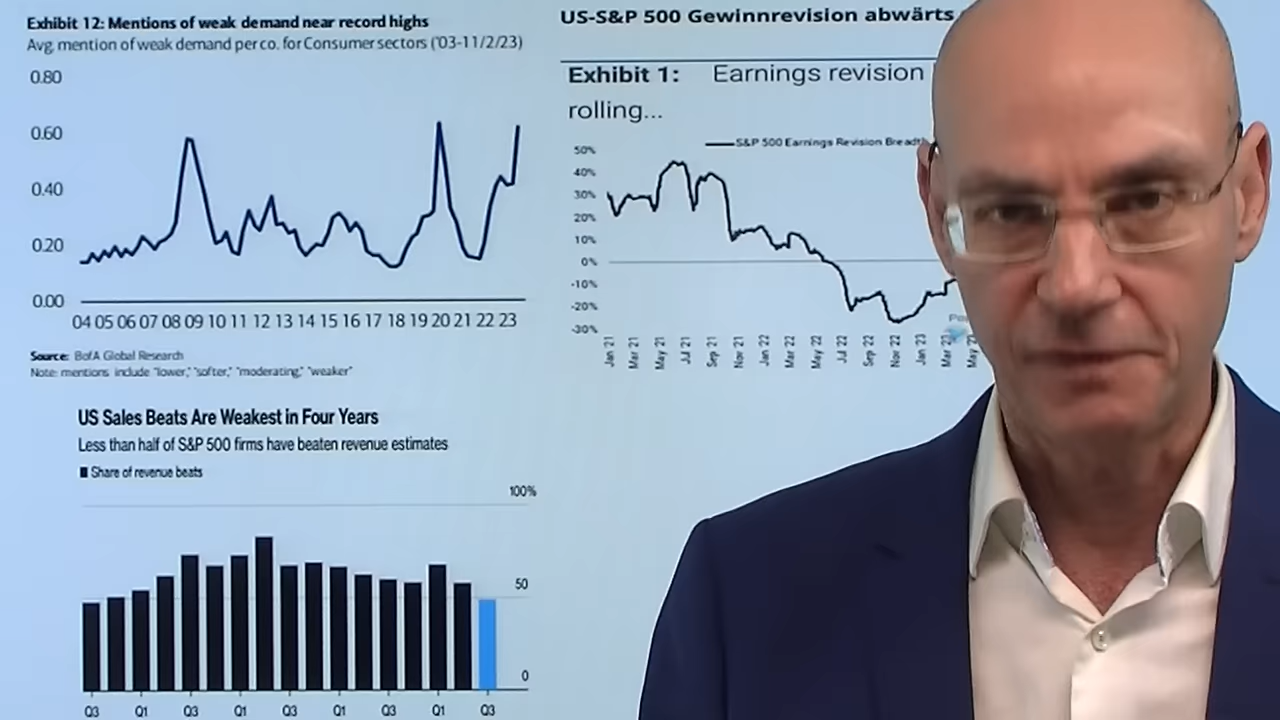 Exhibit 12: Mentions of weak demand near record highs
Avg. mention of weak demand per co. for Consumer sectors ('03-11/2/23)
0.80
0.60
0.40
0.20
0.00
04 05 06 07 08 09 10 11 12 13 14 15 16 17 18 19 20 21 22 23
Source: BofA Global Research
Note: mentions include "lower," "softer," "moderating," "weaker"
US Sales Beats Are Weakest in Four Years
Less than half of S&P 500 firms have beaten revenue estimates
Share of revenue beats
100%
50
0
Q3 Q1 Q3 Q1 Q3 Q1 Q3 Q1 Q3
US-S&P 500 Gewinnrevision abwärts
Exhibit 1: Earnings revision
rolling...
S&P 500 Earnings Revision Breadth
50%
40%
30%
20%
10%
0%
-10%
-20%
-30%
Jan '21 Mar '21 May '21 Jul '21 Sep '21 Nov '21 Jan '22 Mar '22 May '22 Jul '22 Sep '22 Nov '22 Jan '23 Mar '23 May '23